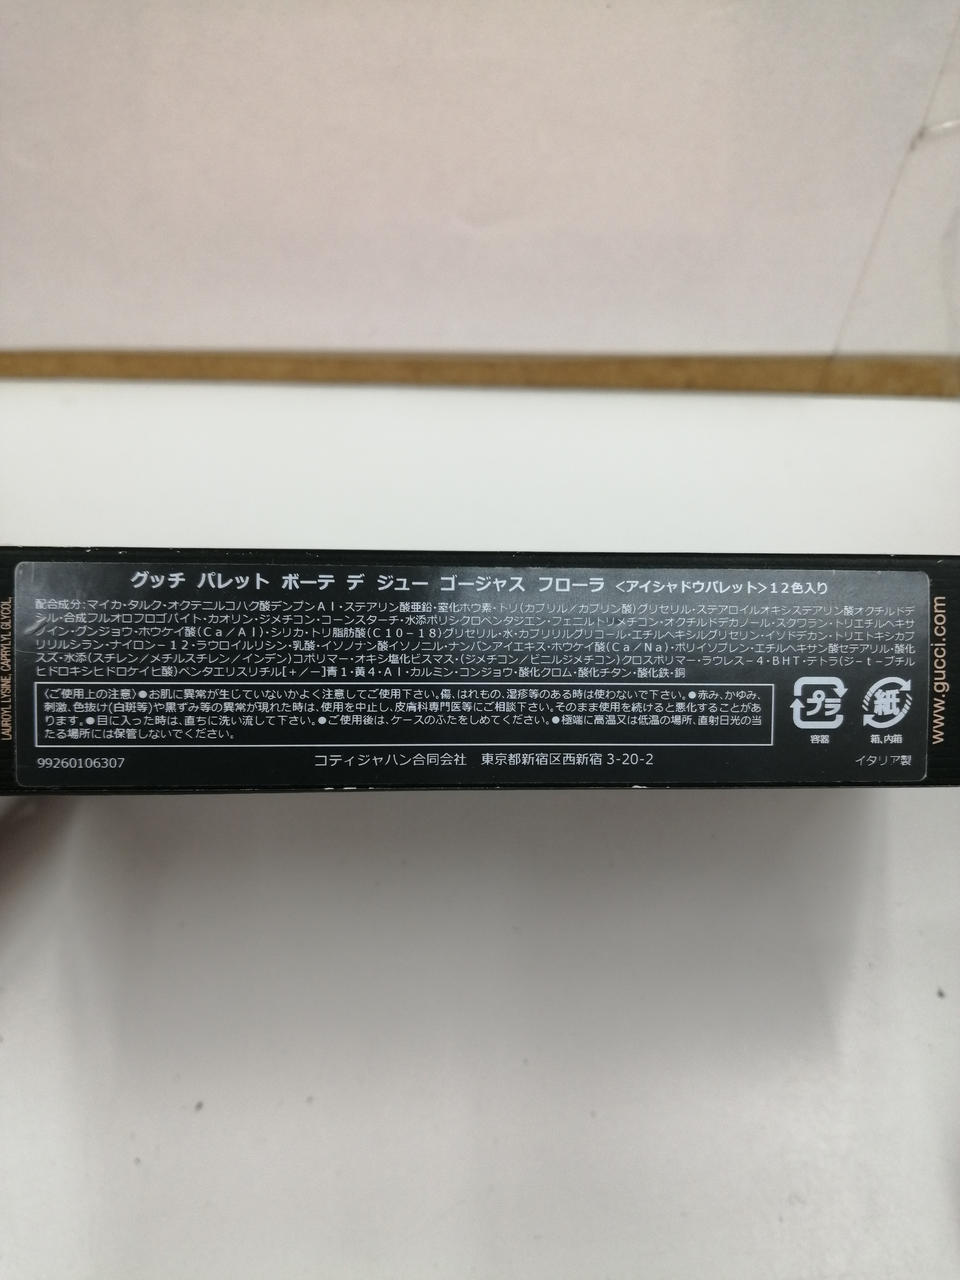 グッチ パレット ボーテ デ ジュー ゴージャス フローラ <アイシャドウパレット>12色入り
配合成分:マイカ・タルク・オクテニルコハク酸デンプンAl・ステアリン酸亜鉛・窒化ホウ素・トリ(カプリル/カプリン酸)グリセリル・ステアロイルオキシステアリン酸オクチルドデ
シル・合成フルオロフロゴパイト・カオリン・ジメチコン・コーンスターチ・水添ポリシクロペンタジエン・フェニルトリメチコン・オクチルドデカノール・スクワラン・トリエチルヘキサ
ノイン・グンジョウ・ホウケイ酸(Ca/Al)・シリカ・トリ脂肪酸(C10-18)グリセリル・水・カプリリルグリコール・エチルヘキシルグリセリン・イソドデカン・トリエトキシカプ
リリルシラン・ナイロン-12・ラウロイルリシン・乳酸・イソノナン酸イソノニル・ナンバンアイエキス・ホウケイ酸(Ca/Na)・ポリイソプレン・エチルヘキサン酸セテアリル・酸化
スズ・水添(スチレン/メチルスチレン/インデン)コポリマー・オキシ塩化ビスマス・(ジメチコン/ビニルジメチコン)クロスポリマー・ラウレス-4・BHT・テトラ(ジ-t-ブチル
ヒドロキシヒドロケイヒ酸)ペンタエリスリチル[+/-]青1・黄4・Al・カルミン・コンジョウ・酸化クロム・酸化チタン・酸化鉄・銅
〈ご使用上の注意〉●お肌に異常が生じていないかよく注意してご使用下さい。傷、はれもの、湿疹等のある時は使わないで下さい。●赤み、かゆみ、
刺激、色抜け(白斑等)や黒ずみ等の異常が現れた時は、使用を中止し、皮膚科専門医等にご相談下さい。そのまま使用を続けると悪化することがあ
ります。●目に入った時は、直ちに洗い流して下さい。●ご使用後は、ケースのふたをしめてください。●極端に高温又は低温の場所、直射日光の当
たる場所には保管しないでください。
プラ
容器
紙
箱、内箱
99260106307
コティジャパン合同会社 東京都新宿区西新宿 3-20-2
イタリア製
www.gucci.com
LAUROYL LYSINE, CAPRYLYL GLYCOL,